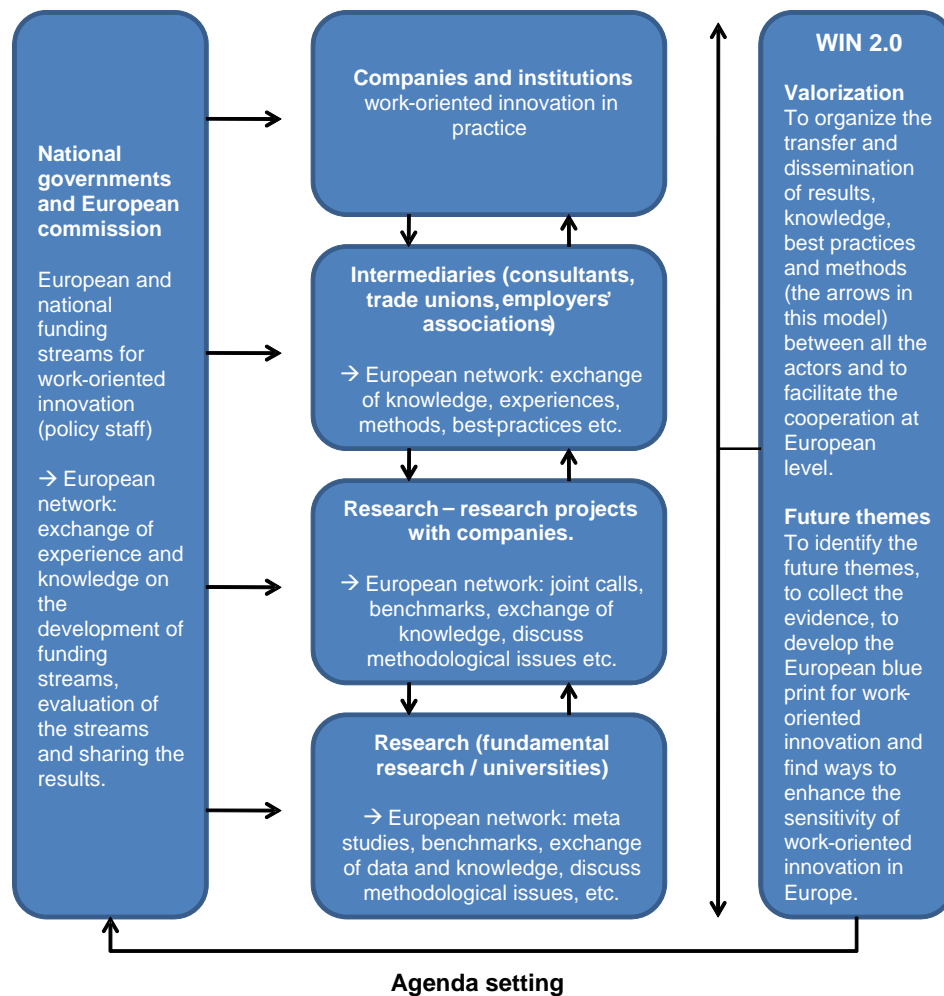 National
governments
and European
commission
European and
national
funding
streams for
work-oriented
innovation
(policy staff)
→ European
network:
exchange of
experience and
knowledge on
the
development of
funding
streams,
evaluation of
the streams
and sharing the
results.
Companies and institutions
work-oriented innovation in
practice
Intermediaries (consultants,
trade unions, employers'
associations)
→ European network: exchange
of knowledge, experiences,
methods, best-practices etc.
Research – research projects
with companies.
→ European network: joint calls,
benchmarks, exchange of
knowledge, discuss
methodological issues etc.
Research (fundamental
research / universities)
→ European network: meta
studies, benchmarks, exchange
of data and knowledge, discuss
methodological issues, etc.
WIN 2.0
Valorization
To organize the
transfer and
dissemination
of results,
knowledge,
best practices
and methods
(the arrows in
this model)
between all the
actors and to
facilitate the
cooperation at
European
level.
Future themes
To identify the
future themes,
to collect the
evidence, to
develop the
European blue
print for work-
oriented
innovation and
find ways to
enhance the
sensitivity of
work-oriented
innovation in
Europe.
Agenda setting